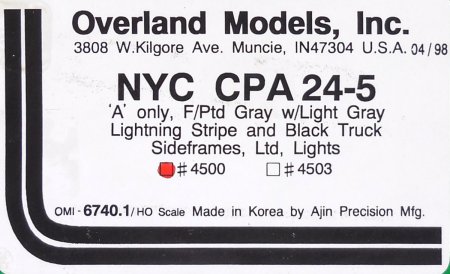 Overland Models, Inc.
3808 W.Kilgore Ave. Muncie, IN47304 U.S.A. 04/98
NYC CPA 24-5
'A' only, F/Ptd Gray w/Light Gray
Lightning Stripe and Black Truck
Sideframes, Ltd, Lights
#4500 #4503
OMI - 6740.1/HO Scale Made in Korea by Ajin Precision Mfg.